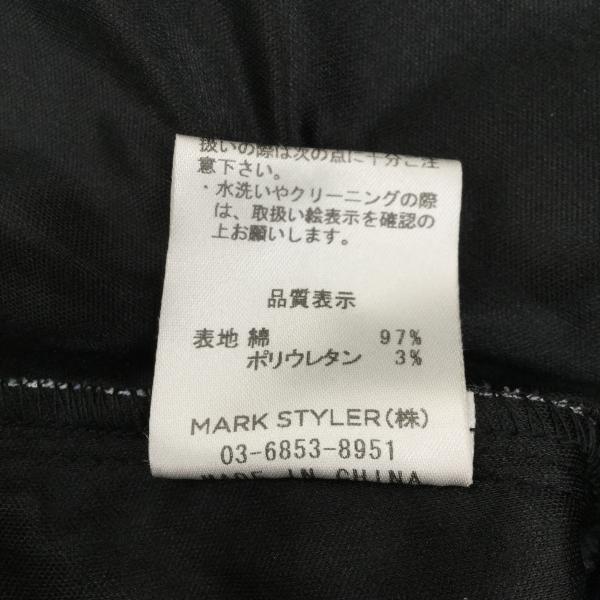 扱いの際は次の点に十分ご注
意下さい。
・水洗いやクリーニングの際
は、取扱い絵表示を確認の
上お願いします。
品質表示
表地 綿 97%
ポリウレタン 3%
MARK STYLER(株)
03-6853-8951
MADE IN CHINA